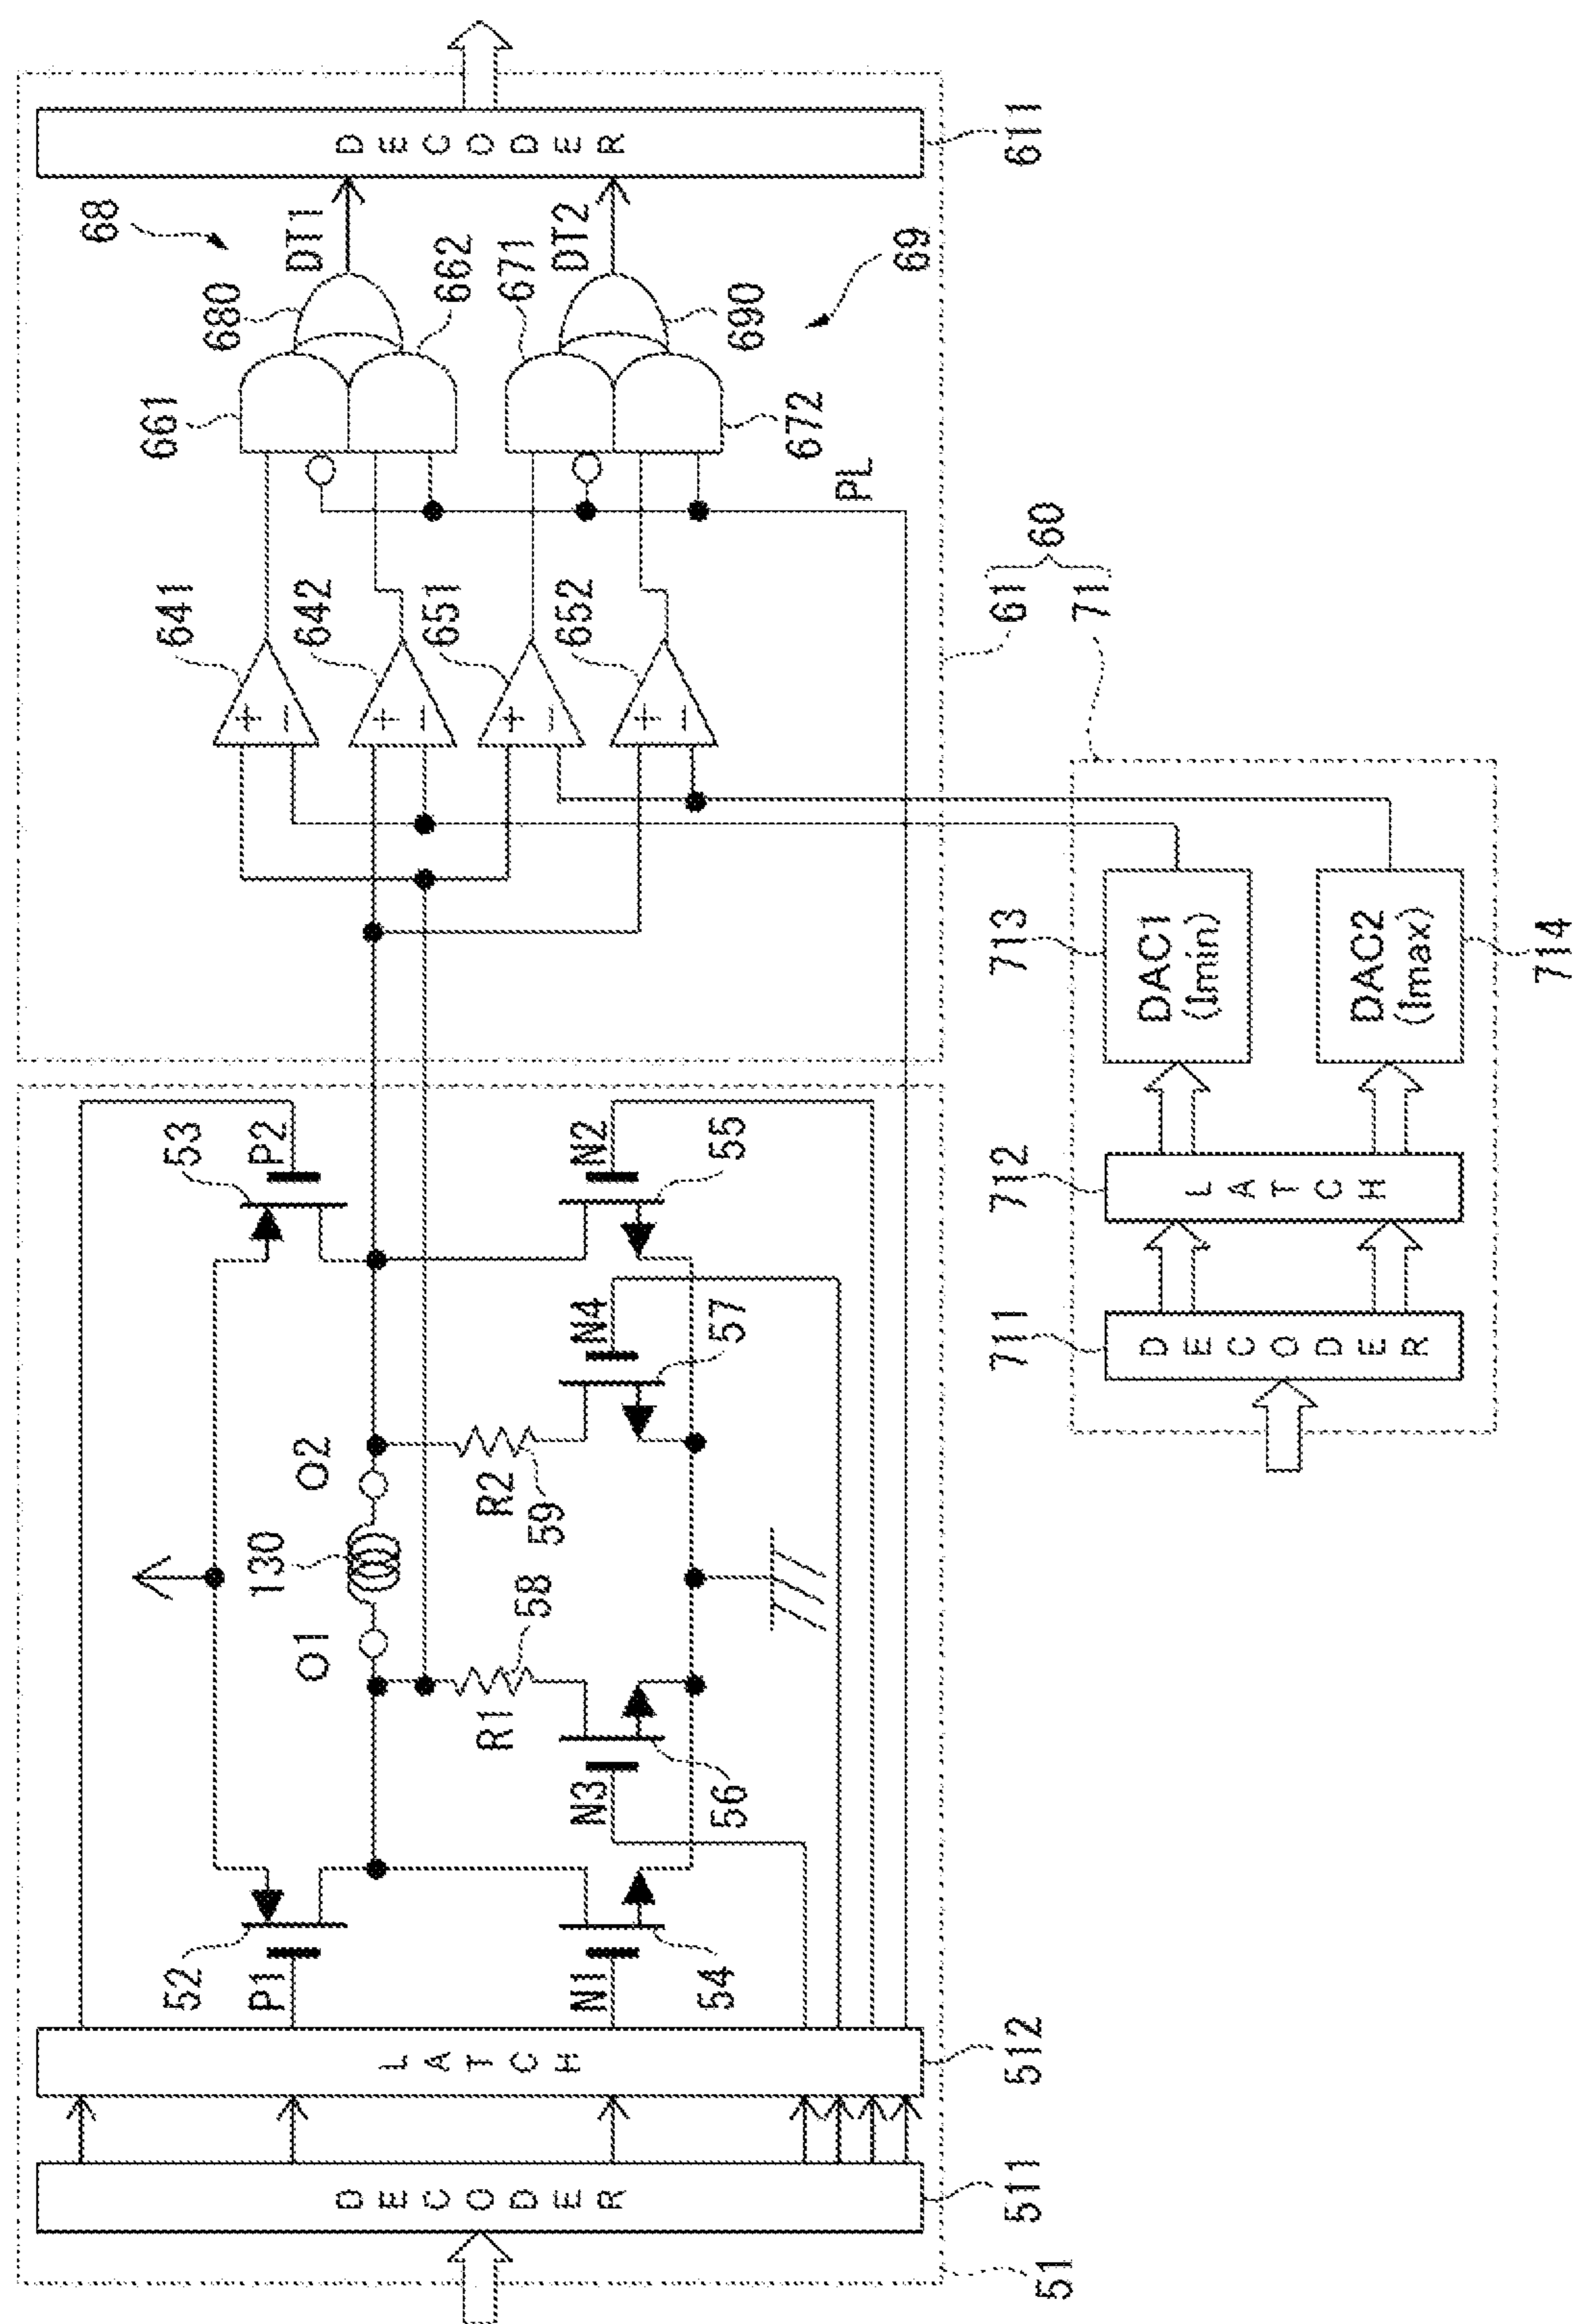 51
511
DECODER
512
LATCH
52
P1
N1
54
53
P2
N2
55
O1
130
O2
R1
58
R2
59
N3
56
N4
57
641
642
651
652
661
680
662
671
690
672
PL
68
DT1
DT2
69
DECODER
611
61
71
60
711
DECODER
712
LATCH
713
DAC1
(Imin)
DAC2
(Imax)
714